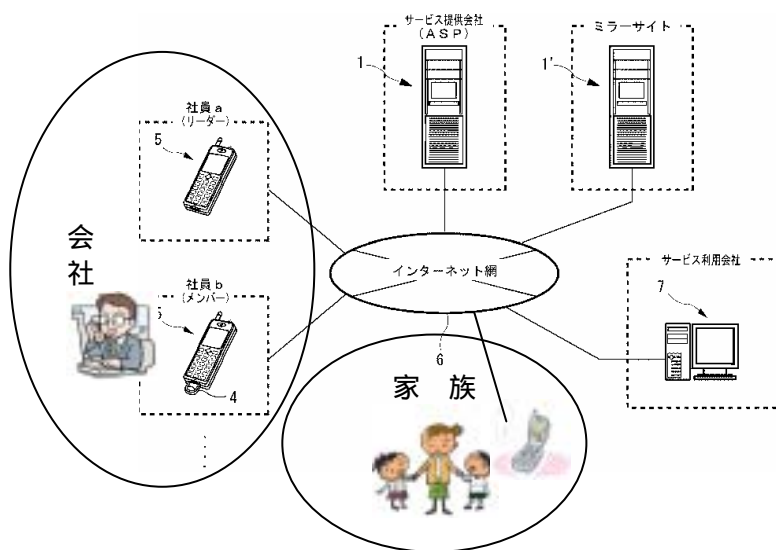 サービス提供会社
(ASP)
1
ミラーサイト
1'
社員a
(リーダー)
5
会
社
社員b
(メンバー)
5
4
インターネット網
6
サービス利用会社
7
家 族